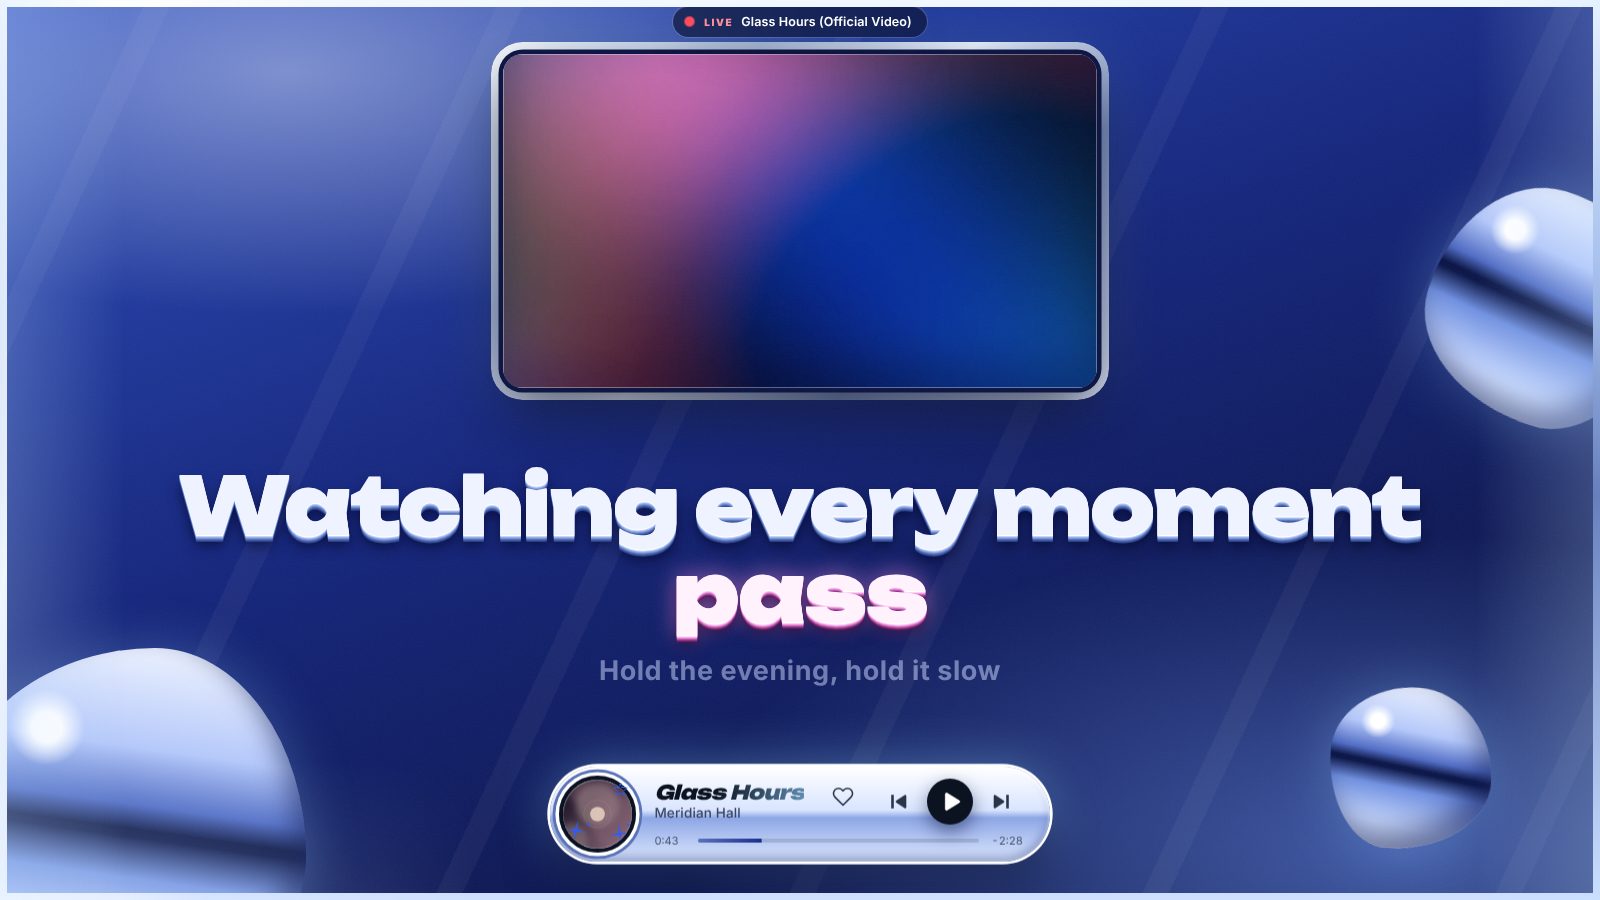 LIVE Glass Hours (Official Video)
Watching every moment
pass
Hold the evening, hold it slow
Glass Hours
Meridian Hall
0:43 -2:28